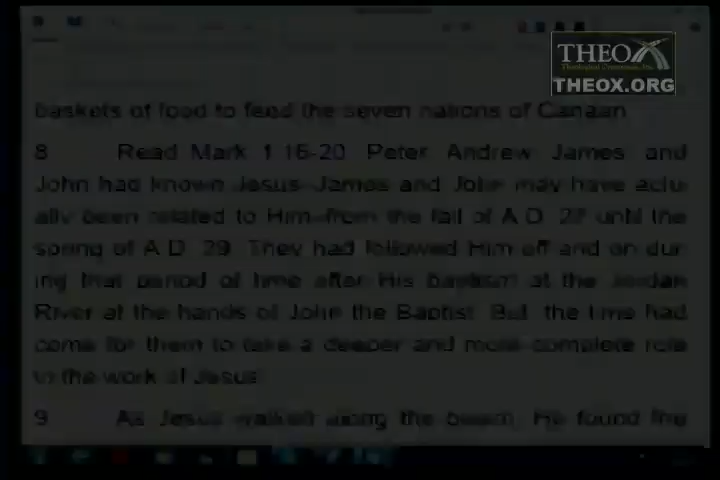 THEOX
THEOX.ORG
baskets of food to feed the seven nations of Canaan
8 Read Mark 1:16-20. Peter, Andrew, James, and
John had known Jesus-James and John may have actu-
ally been related to Him-from the fall of A.D. 27 until the
spring of A.D. 29. They had followed Him off and on dur-
ing that period of time after His baptism at the Jordan
River at the hands of John the Baptist. But, the time had
come for them to take a deeper and more-complete role
in the work of Jesus.
9 As Jesus walked along the beach, He found the